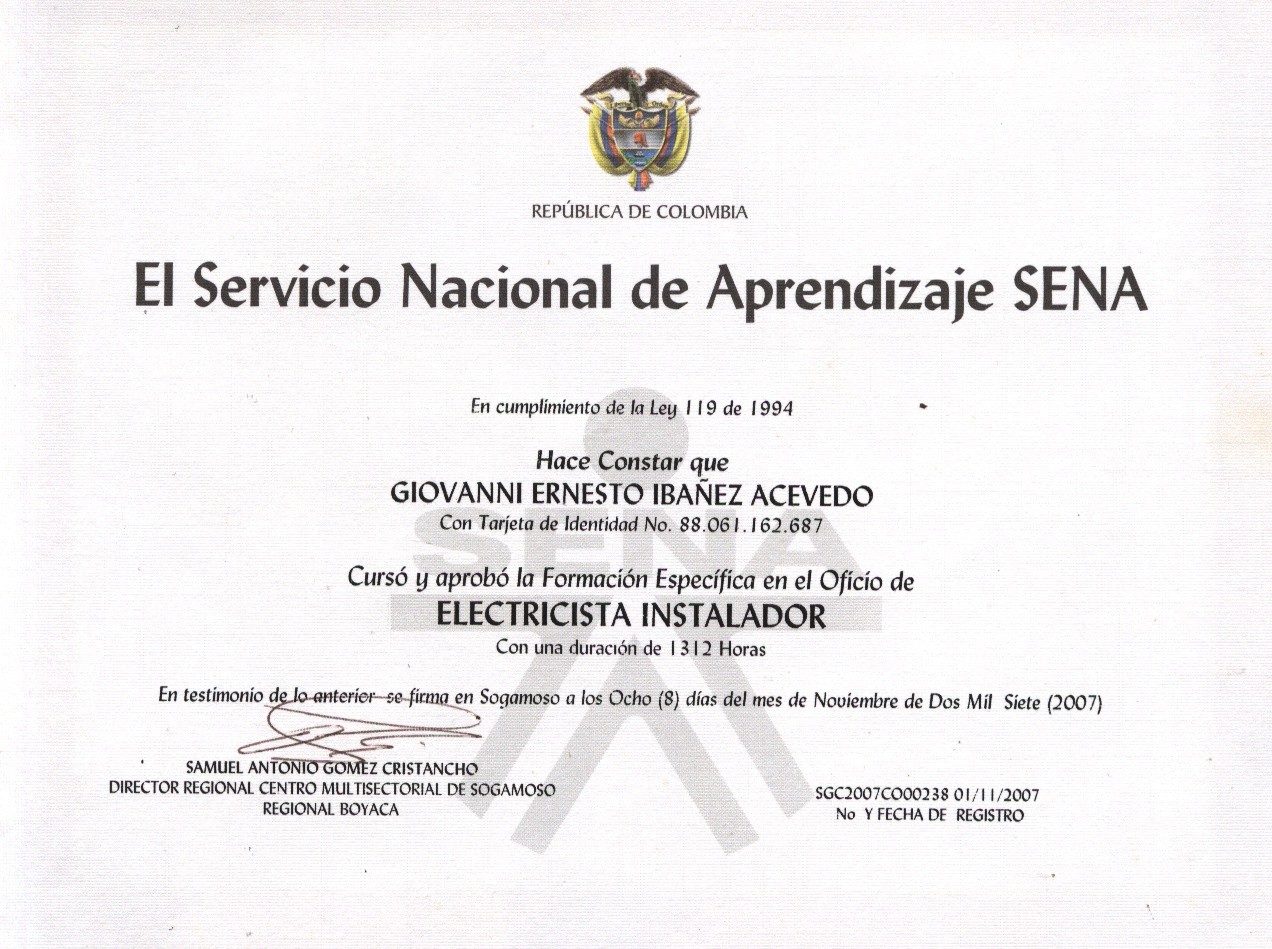 REPÚBLICA DE COLOMBIA
El Servicio Nacional de Aprendizaje SENA
En cumplimiento de la Ley 119 de 1994
Hace Constar que
GIOVANNI ERNESTO IBAÑEZ ACEVEDO
Con Tarjeta de Identidad No. 88.061.162.687
SENA
Cursó y aprobó la Formación Específica en el Oficio de
ELECTRICISTA INSTALADOR
Con una duración de 1312 Horas
En testimonio de lo anterior se firma en Sogamoso a los Ocho (8) días del mes de Noviembre de Dos Mil Siete (2007)
SAMUEL ANTONIO GOMEZ CRISTANCHO
DIRECTOR REGIONAL CENTRO MULTISECTORIAL DE SOGAMOSO
REGIONAL BOYACA
SGC2007CO00238 01/11/2007
No Y FECHA DE REGISTRO